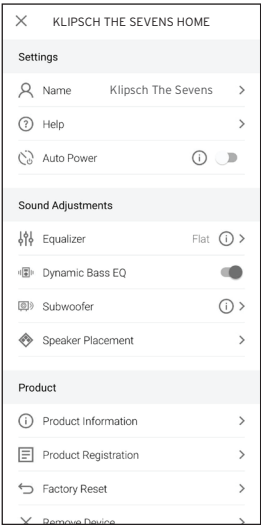 KLIPSCH THE SEVENS HOME
Settings
Name Klipsch The Sevens
Help
Auto Power
Sound Adjustments
Equalizer Flat
Dynamic Bass EQ
Subwoofer
Speaker Placement
Product
Product Information
Product Registration
Factory Reset
Remove Device